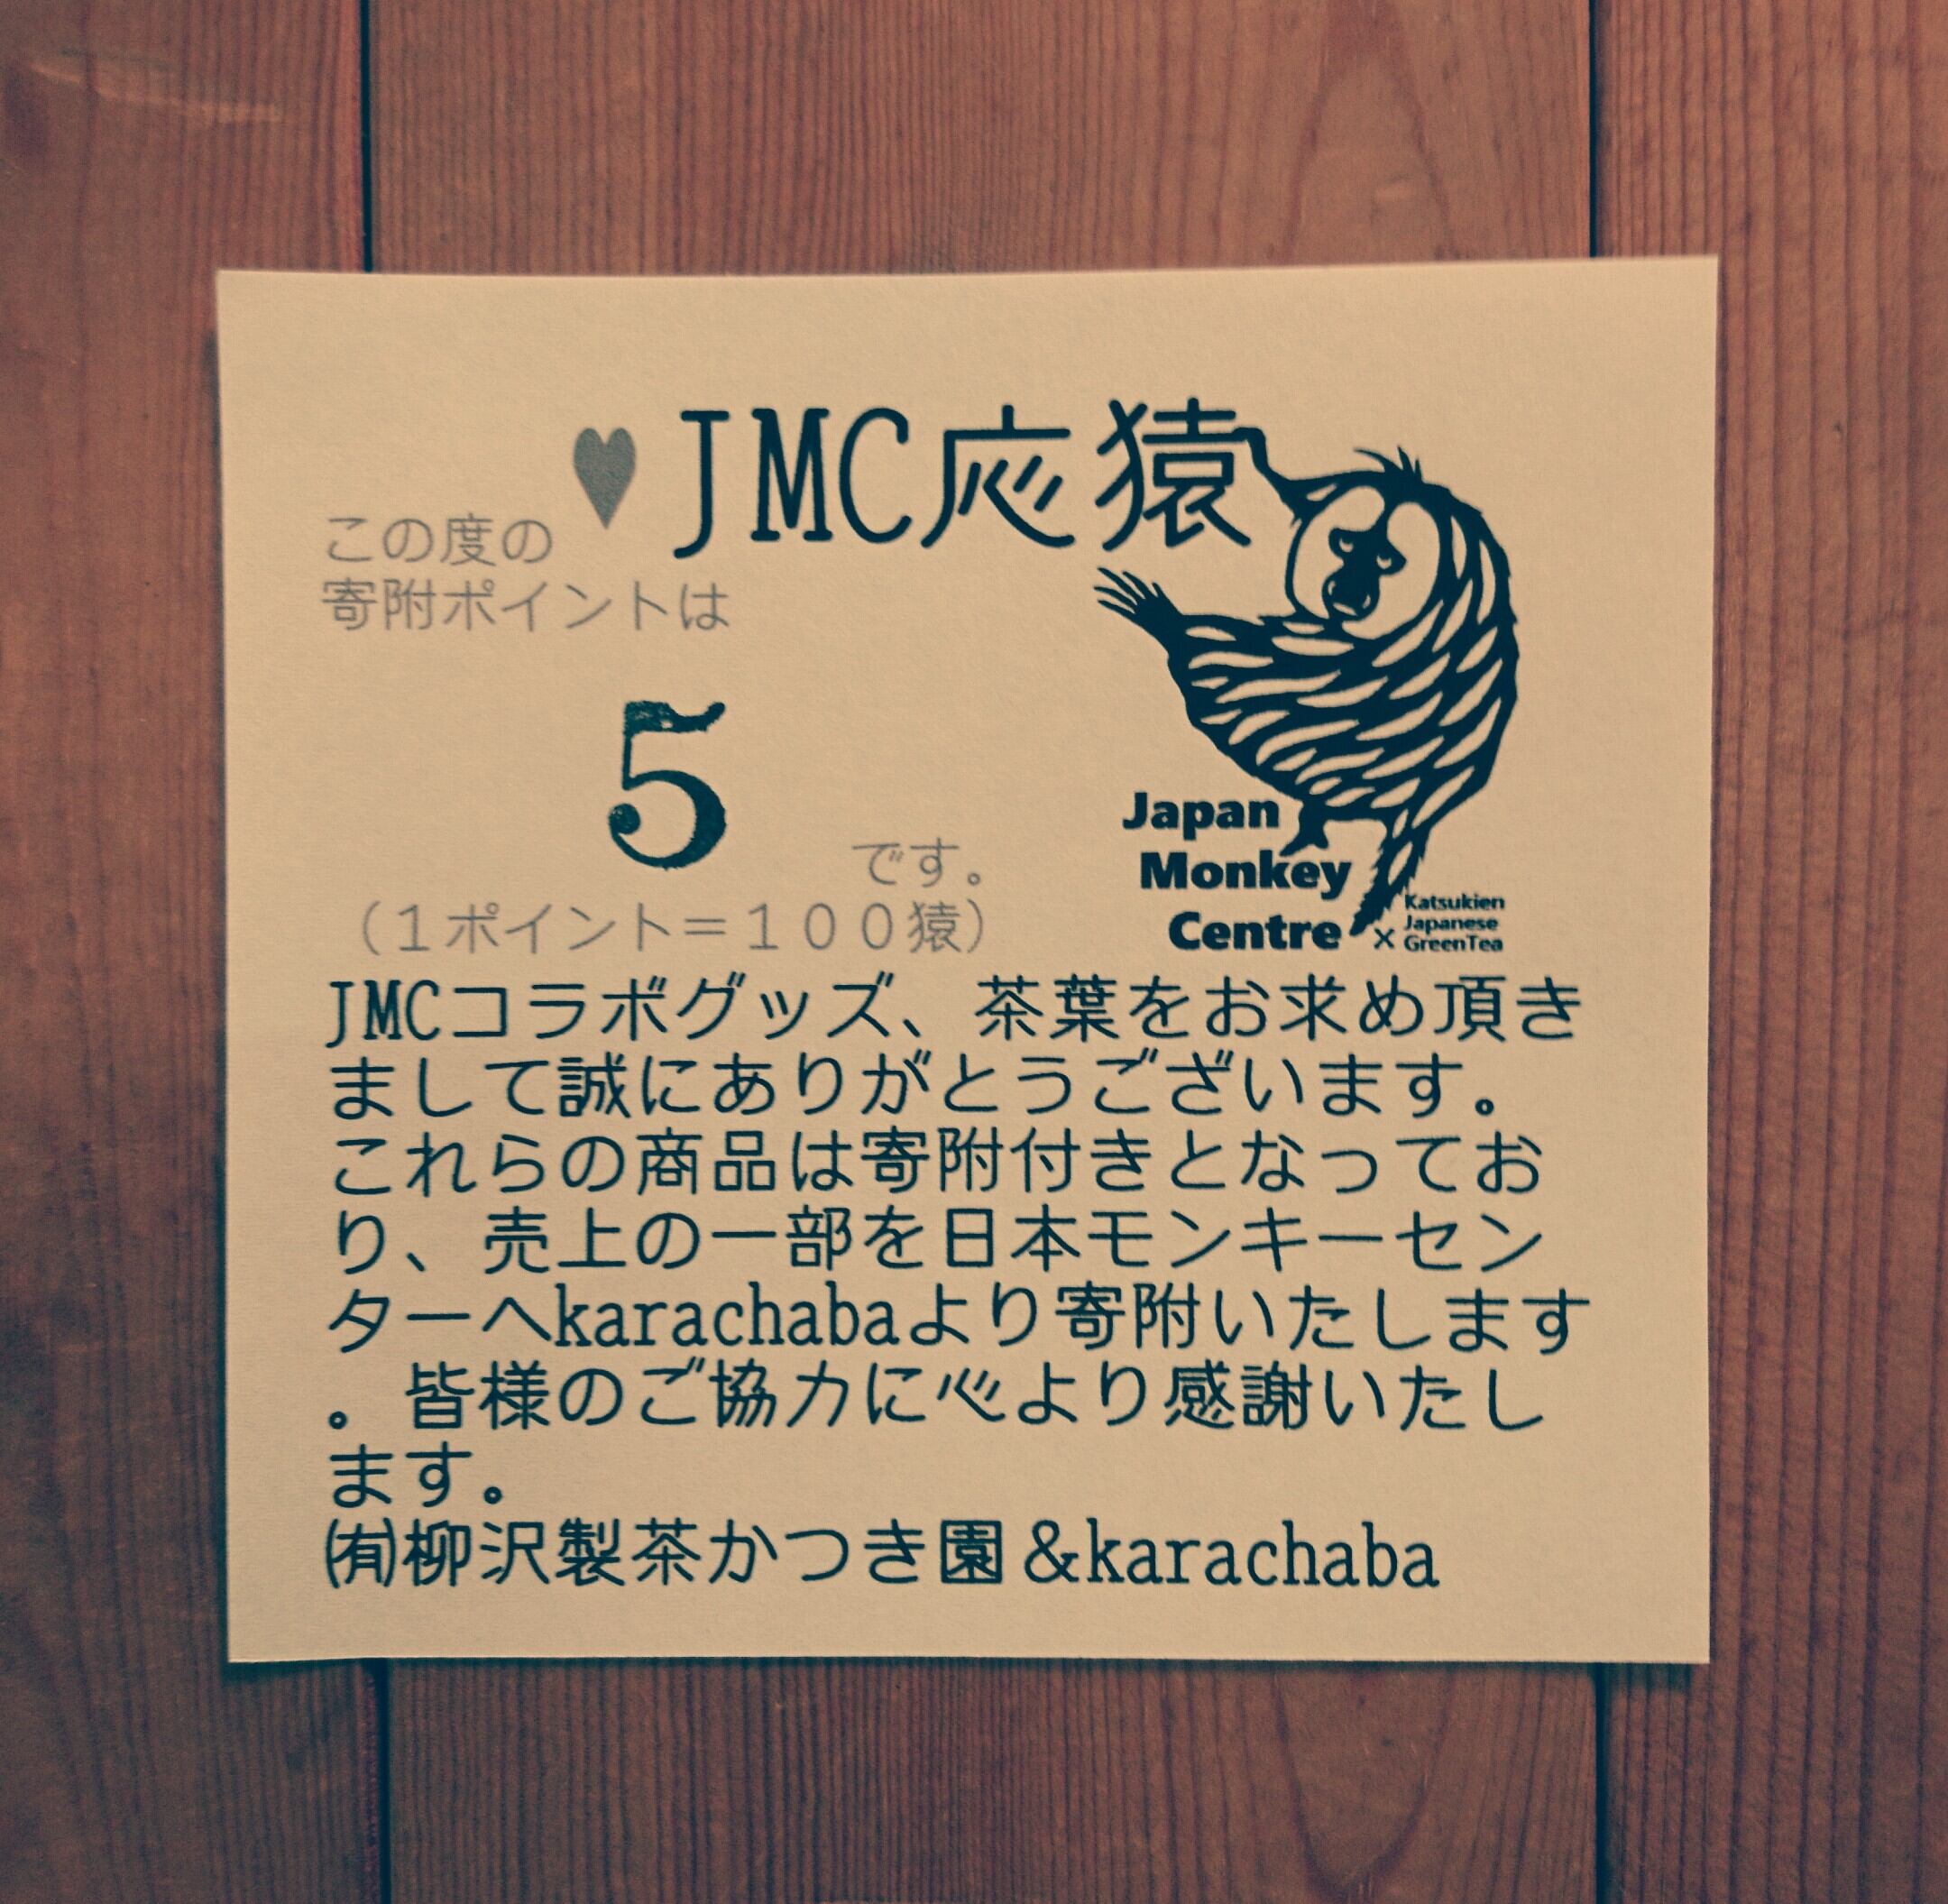 ♥JMC応猿
この度の
寄附ポイントは
5
です。
（１ポイント＝１００猿）
Japan
Monkey
Centre
× Katsukien
Japanese
GreenTea
JMCコラボグッズ、茶葉をお求め頂き
まして誠にありがとうございます。
これらの商品は寄附付きとなってお
り、売上の一部を日本モンキーセン
ターへkarachabaより寄附いたします
。皆様のご協力に心より感謝いたし
ます。
㈲柳沢製茶かつき園&karachaba